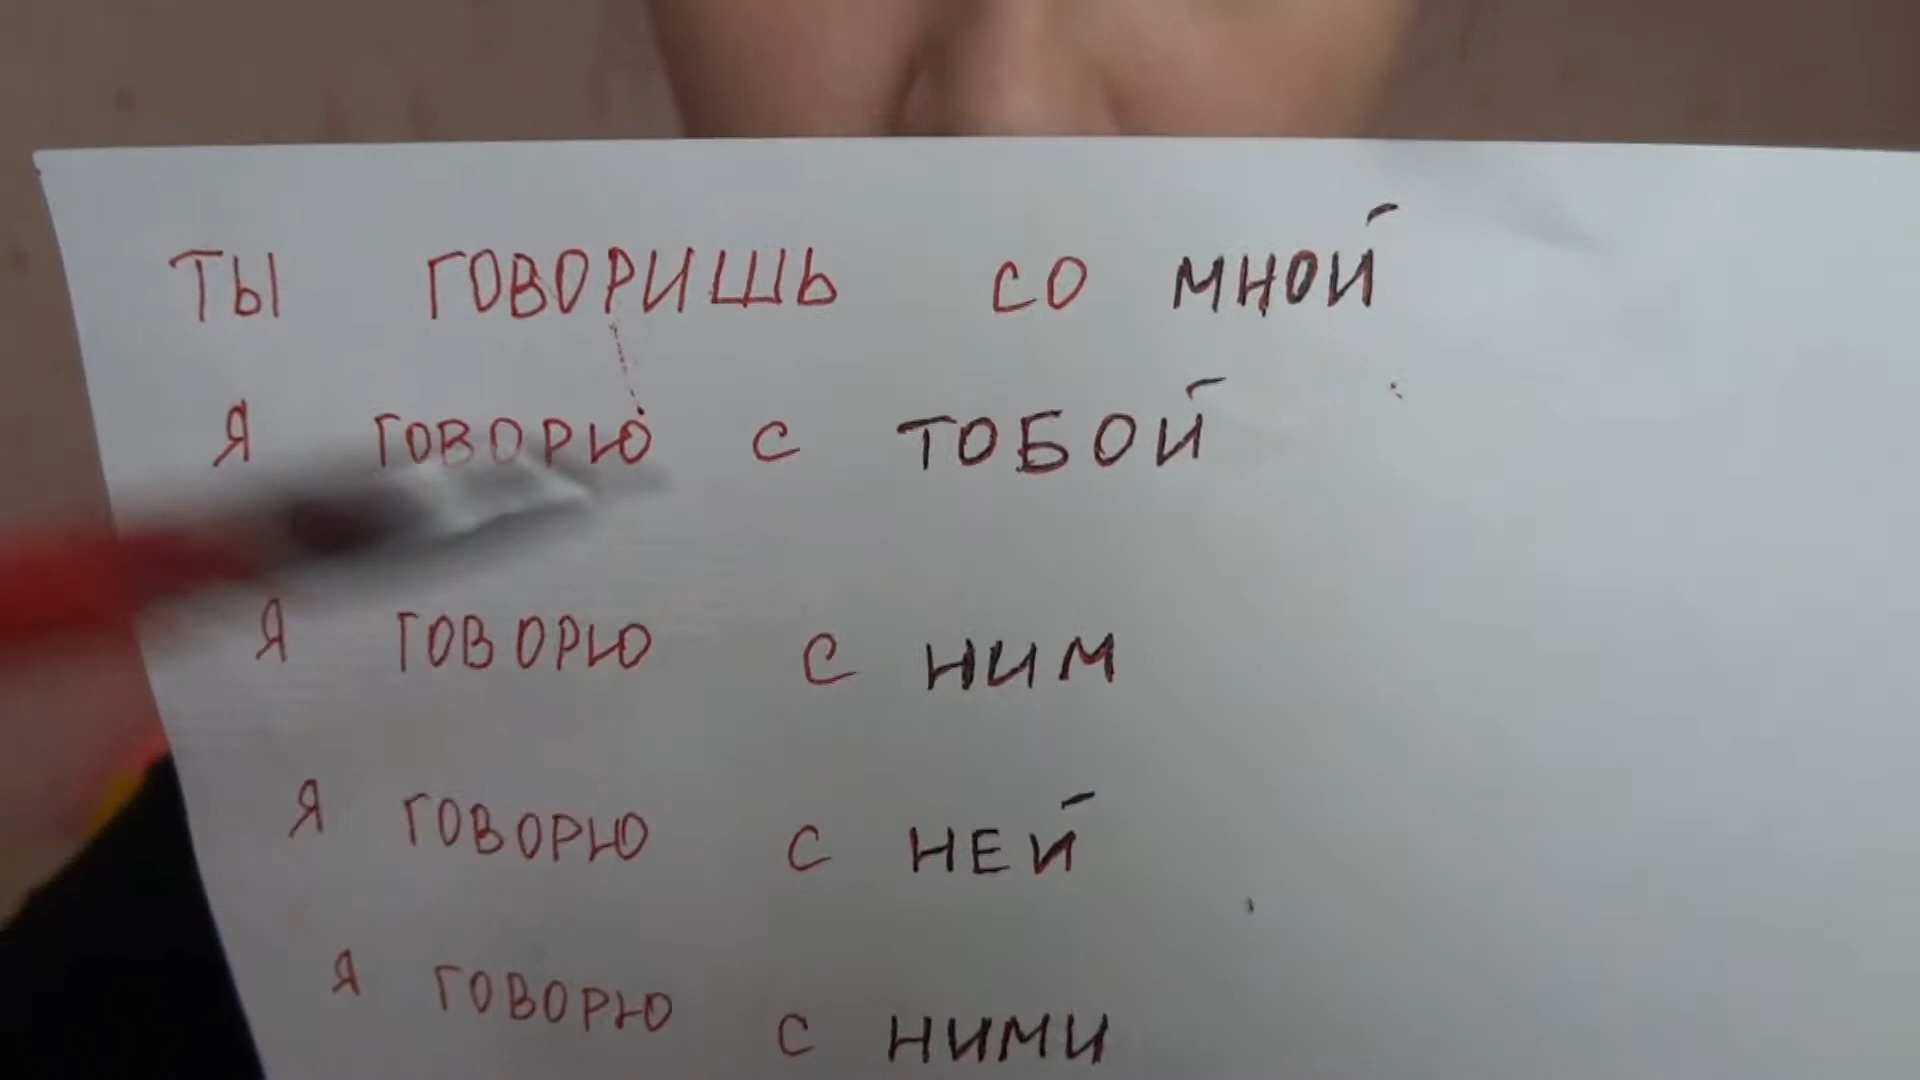 ТЫ ГОВОРИШЬ СО МНОЙ
Я ГОВОРЮ С ТОБОЙ
Я ГОВОРЮ С НИМ
Я ГОВОРЮ С НЕЙ
Я ГОВОРЮ С НИМИ